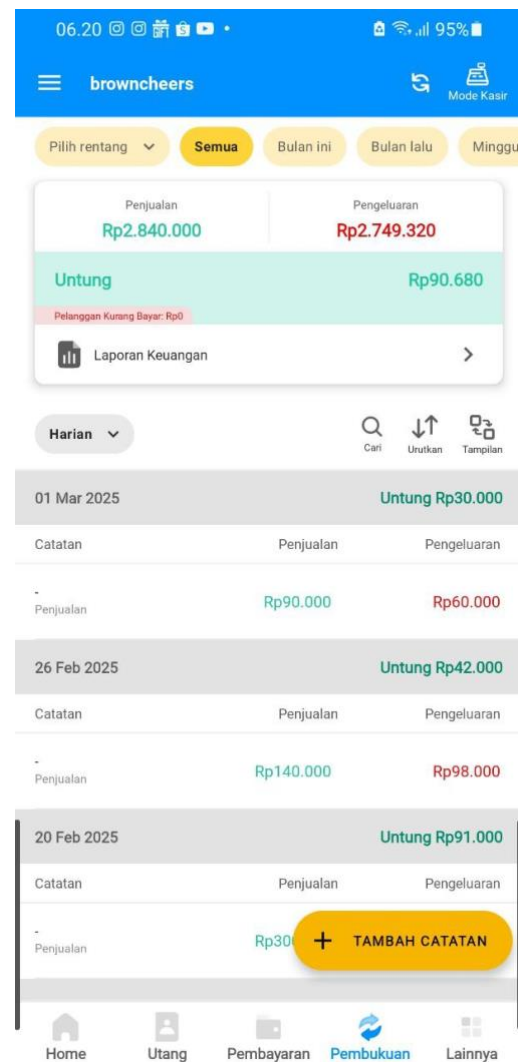 06.20 95%
browncheers
Mode Kasir
Pilih rentang Semua Bulan ini Bulan lalu Minggu
Penjualan Pengeluaran
Rp2.840.000 Rp2.749.320
Untung Rp90.680
Pelanggan Kurang Bayar: Rp0
Laporan Keuangan
Harian
Cari Urutkan Tampilan
01 Mar 2025 Untung Rp30.000
Catatan Penjualan Pengeluaran
-
Penjualan Rp90.000 Rp60.000
26 Feb 2025 Untung Rp42.000
Catatan Penjualan Pengeluaran
-
Penjualan Rp140.000 Rp98.000
20 Feb 2025 Untung Rp91.000
Catatan Penjualan Pengeluaran
-
Penjualan + TAMBAH CATATAN
Home Utang Pembayaran Pembukuan Lainnya